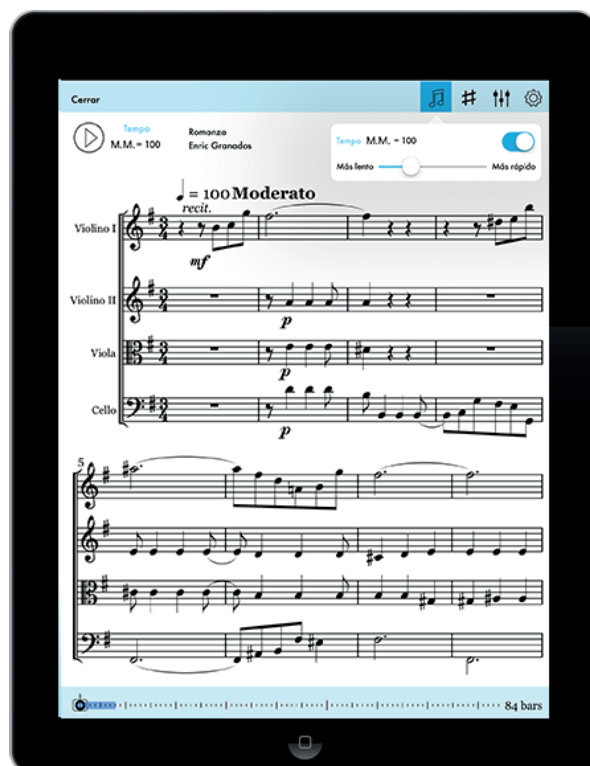 Cerrar
Tempo
M.M. = 100
Romanza
Enric Granados
Tempo M.M. = 100
Más lento
Más rápido
= 100 Moderato
recit.
Violino I
mf
Violino II
p
Viola
p
Cello
p
5
84 bars